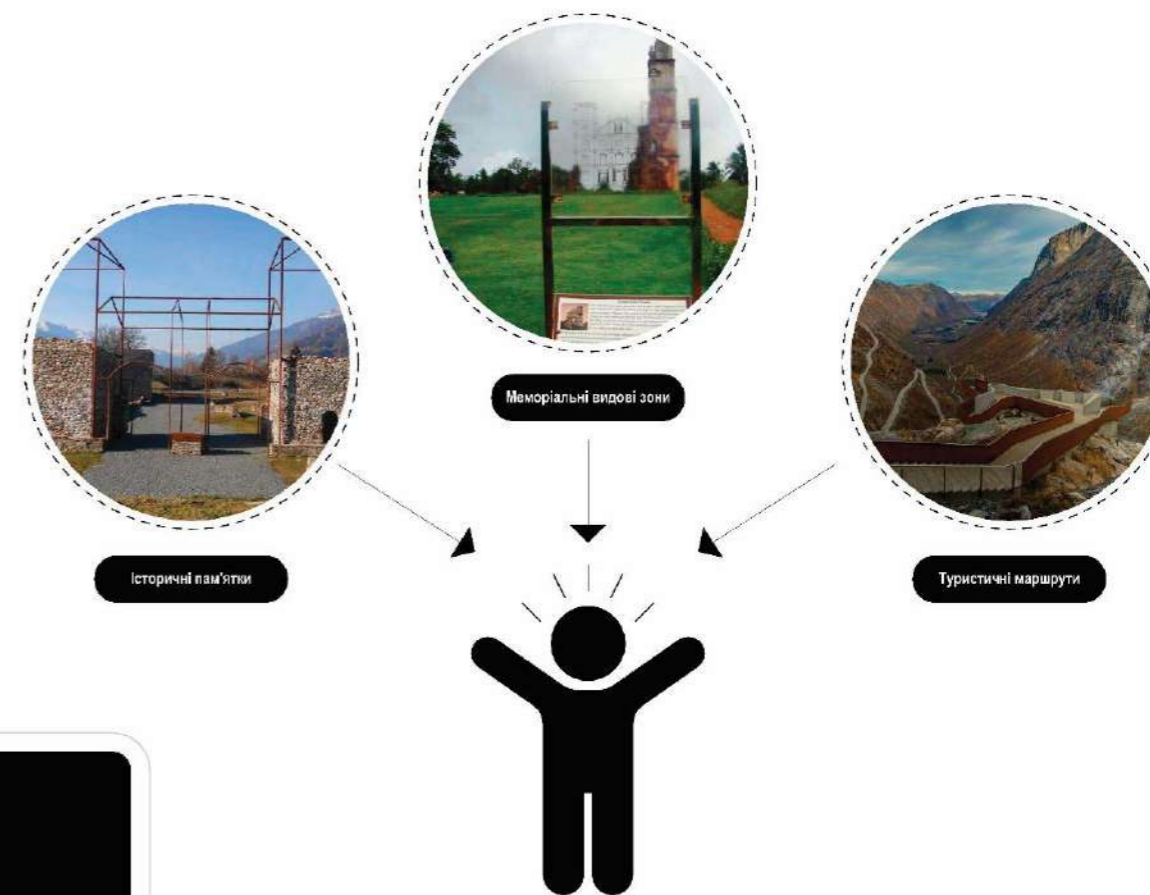 Меморіальні видові зони
Історичні пам'ятки
Туристичні маршрути